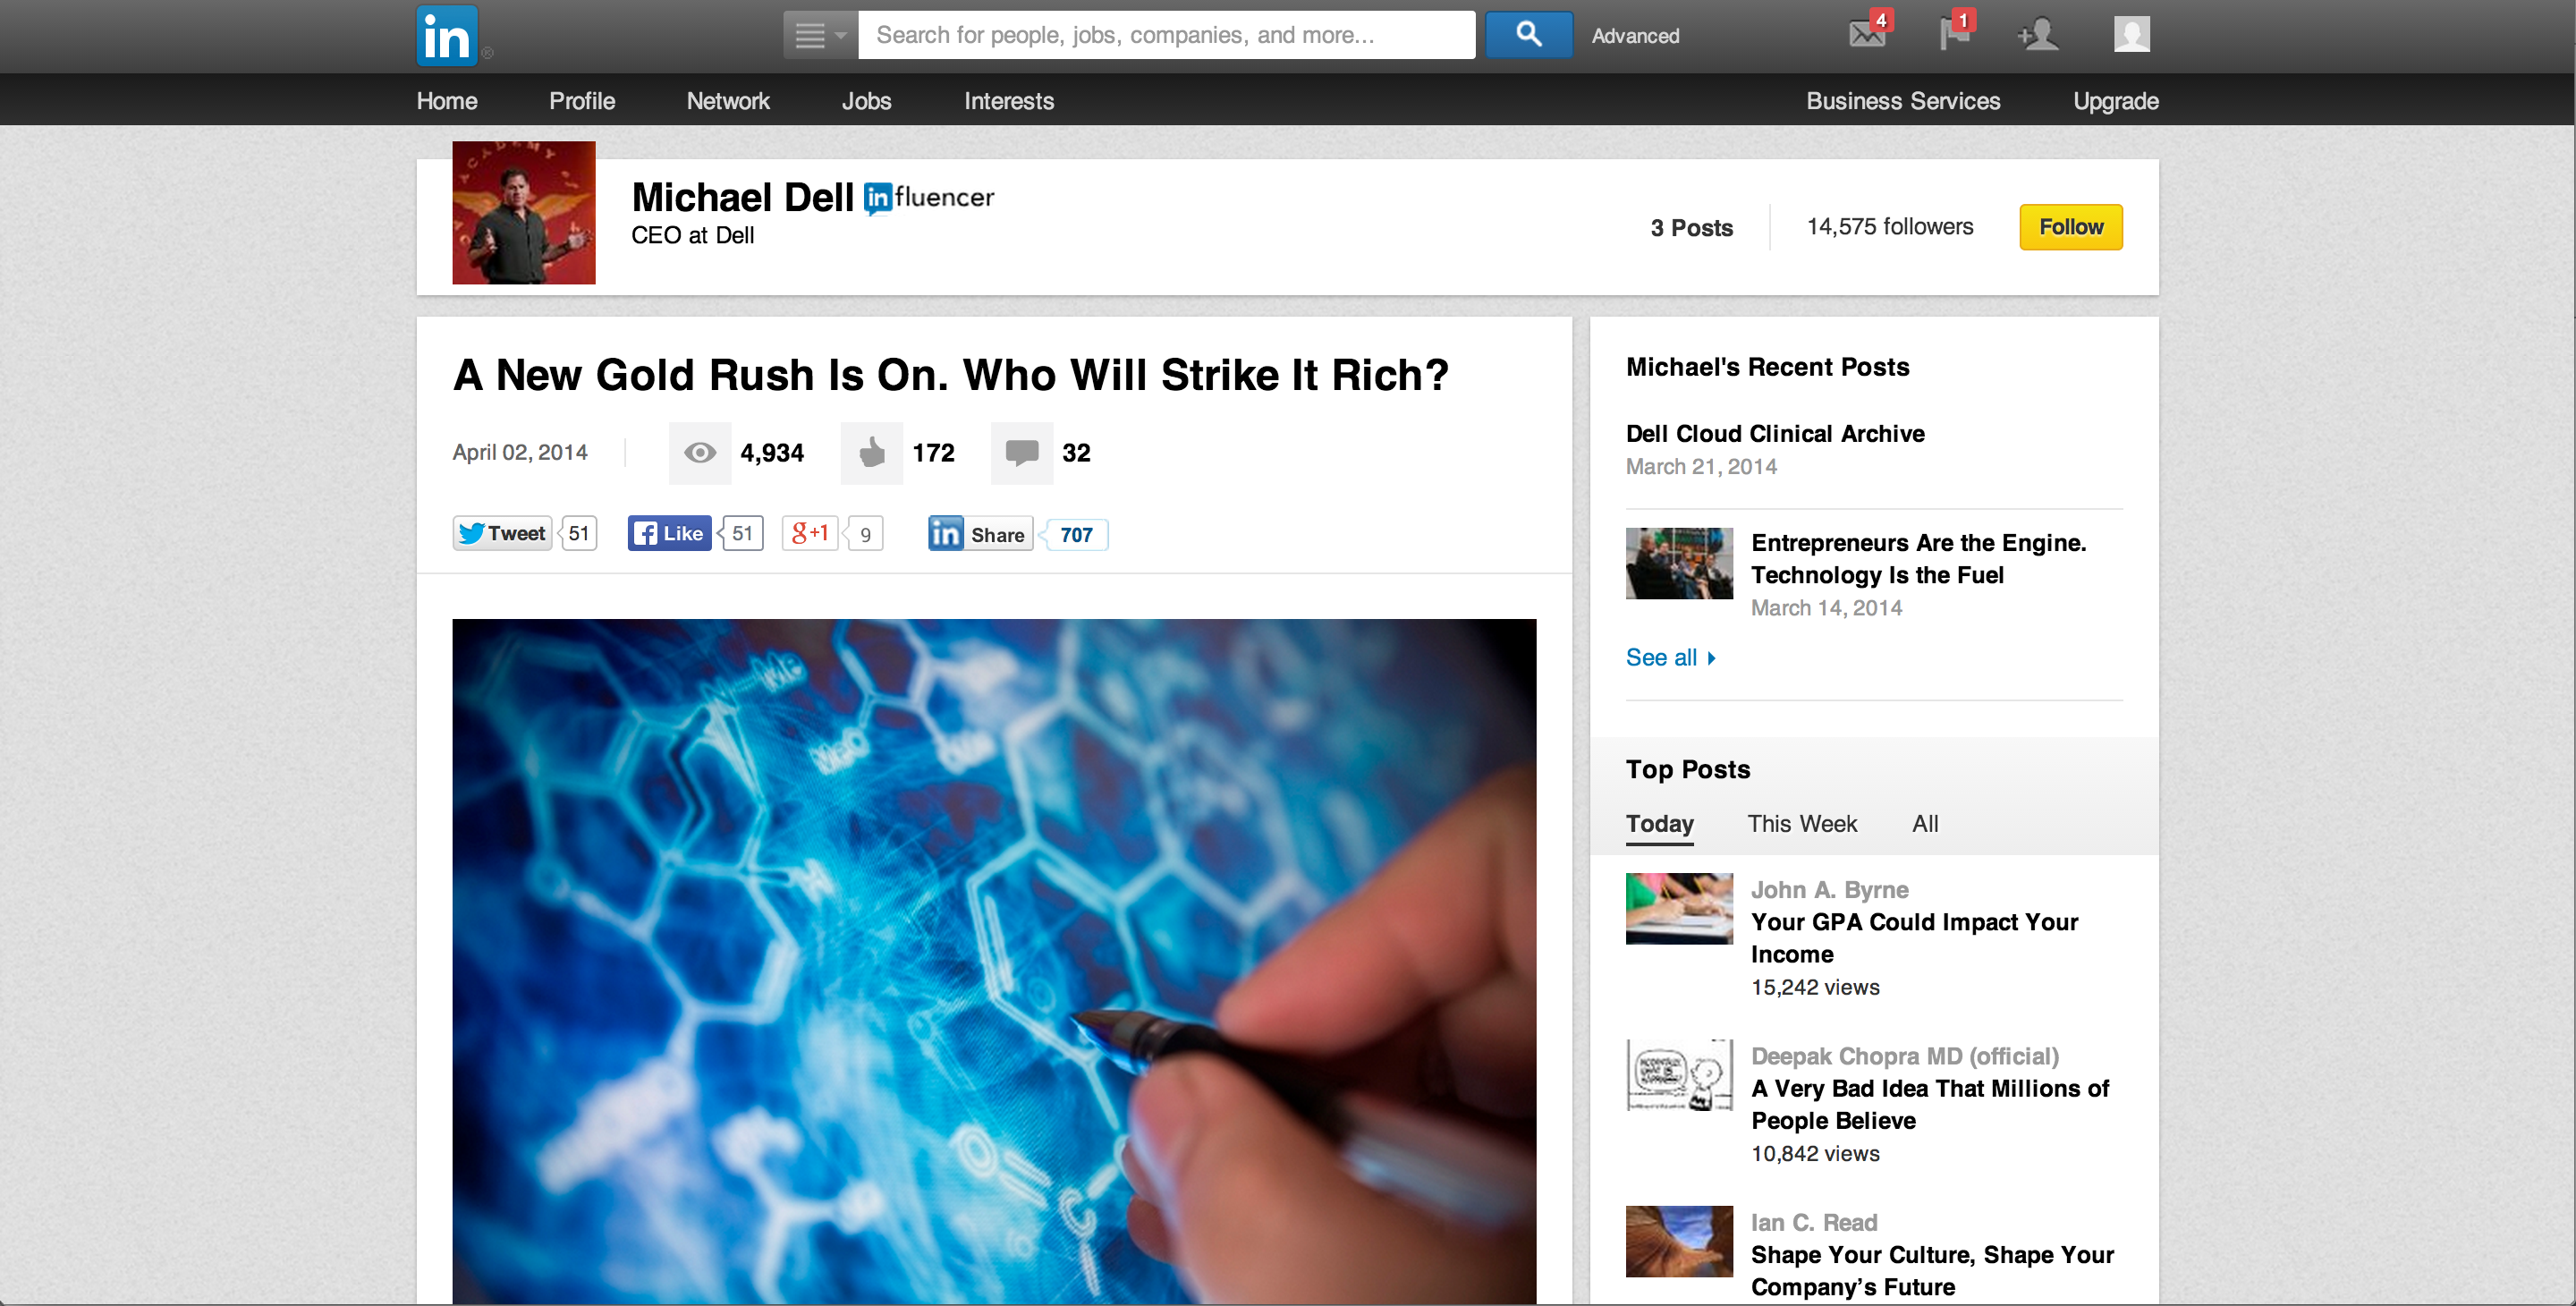 in
Search for people, jobs, companies, and more...
Advanced
4
1
Home
Profile
Network
Jobs
Interests
Business Services
Upgrade
Michael Dell influencer
CEO at Dell
3 Posts
14,575 followers
Follow
A New Gold Rush Is On. Who Will Strike It Rich?
April 02, 2014
4,934
172
32
Tweet 51
Like 51
g+1 9
in Share 707
Me
MeO
Michael's Recent Posts
Dell Cloud Clinical Archive
March 21, 2014
Entrepreneurs Are the Engine.
Technology Is the Fuel
March 14, 2014
See all
Top Posts
Today
This Week
All
John A. Byrne
Your GPA Could Impact Your
Income
15,242 views
Deepak Chopra MD (official)
A Very Bad Idea That Millions of
People Believe
10,842 views
Ian C. Read
Shape Your Culture, Shape Your
Company’s Future